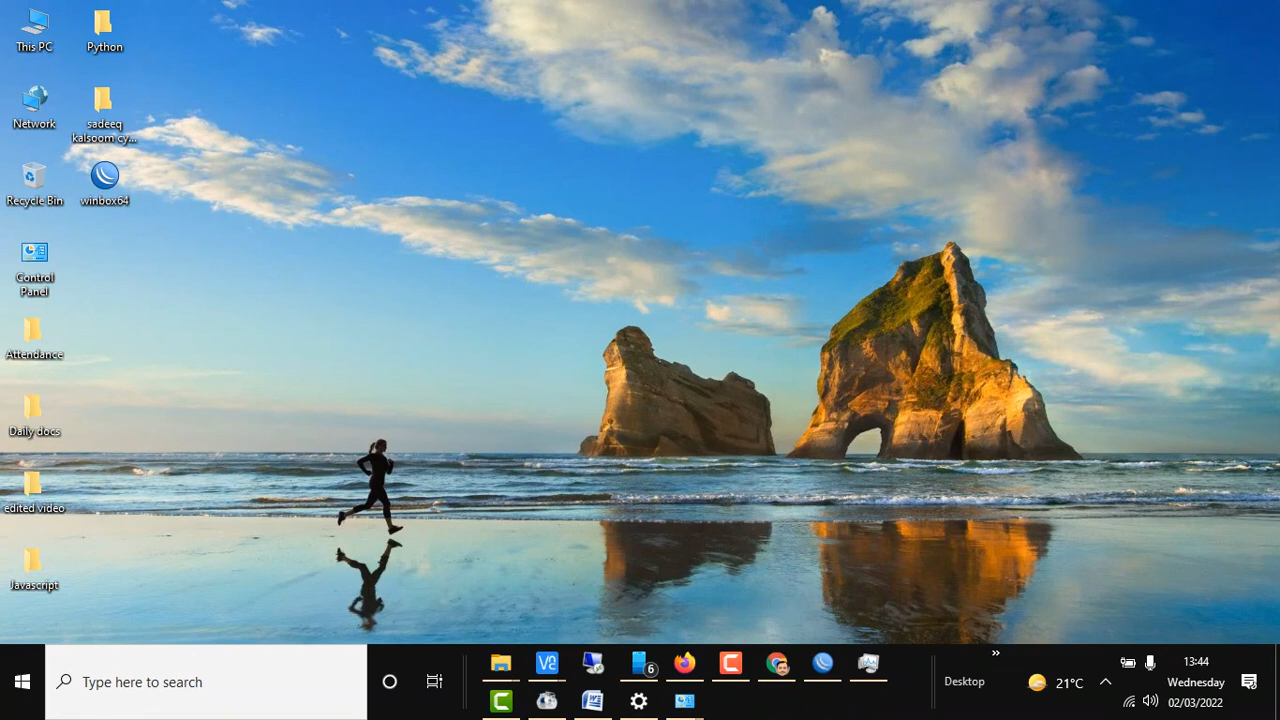 This PC
Python
Network
sadeeq
kalsoom cy...
Recycle Bin
winbox64
Control
Panel
Attendance
Daily docs
edited video
Javascript
Type here to search
6
Desktop
21°C
13:44
Wednesday
02/03/2022